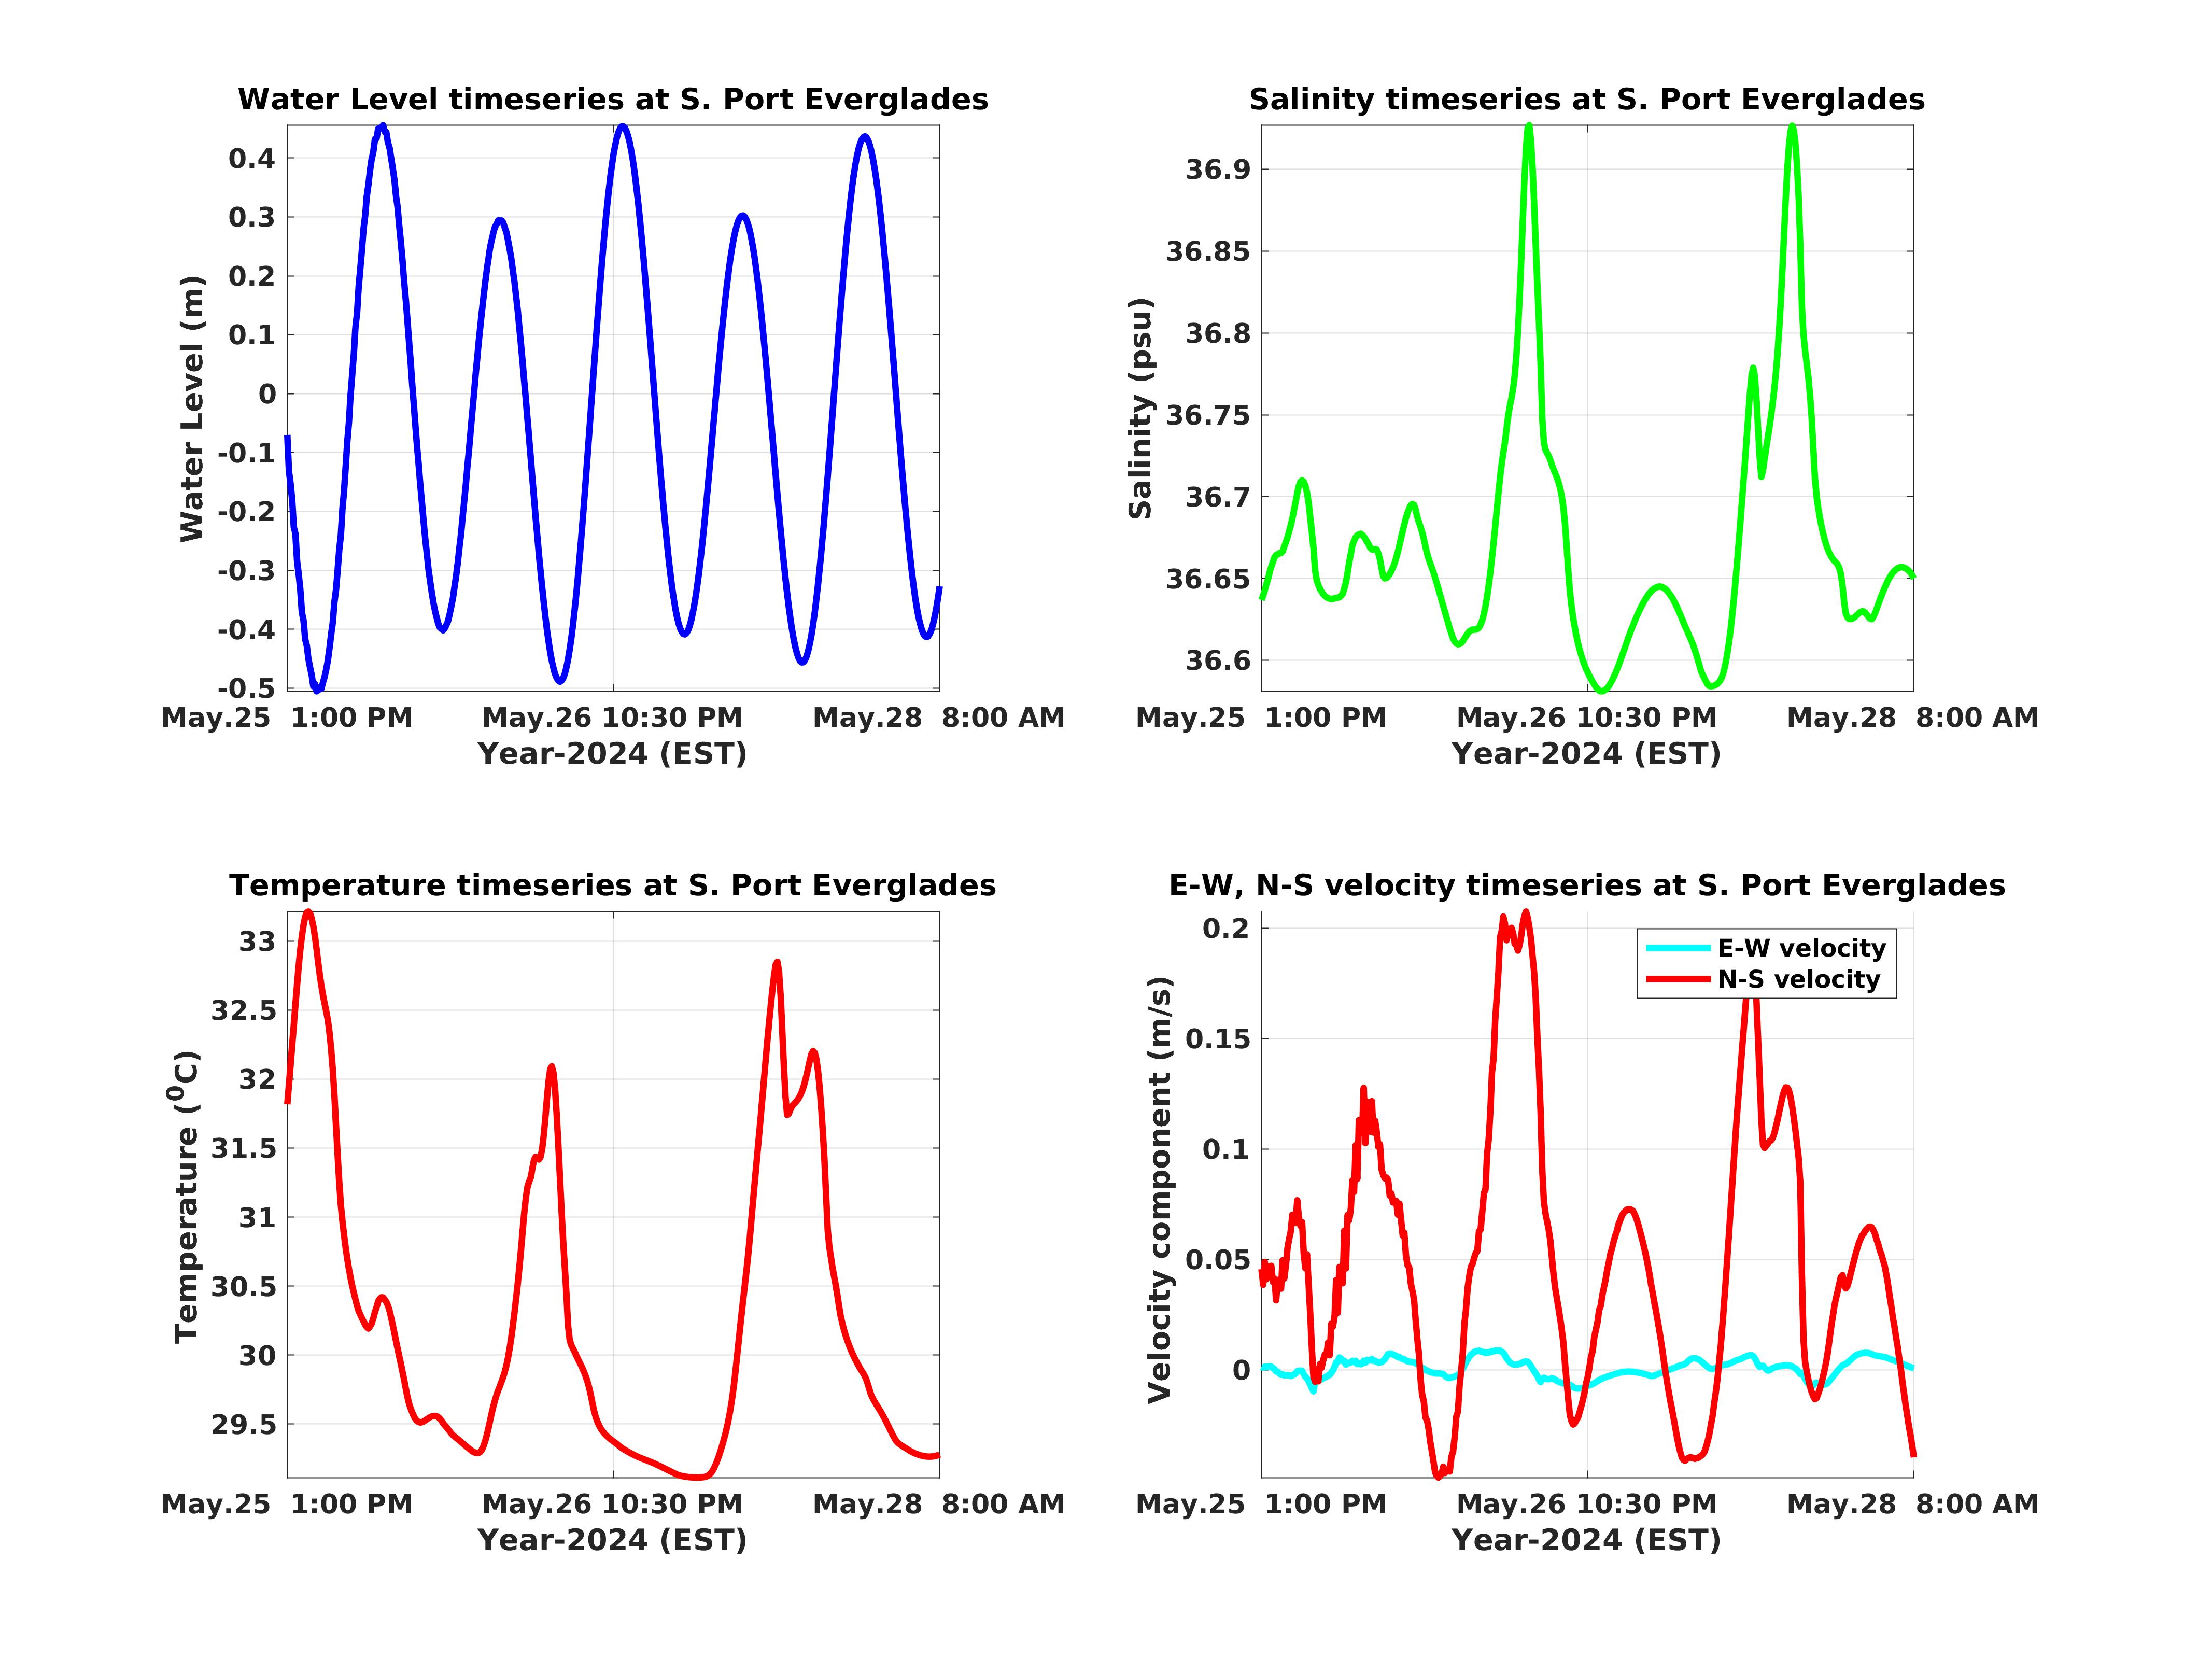 Water Level timeseries at S. Port Everglades
Water Level (m)
0.4
0.3
0.2
0.1
0
-0.1
-0.2
-0.3
-0.4
-0.5
May.25 1:00 PM
May.26 10:30 PM
May.28 8:00 AM
Year-2024 (EST)
Salinity timeseries at S. Port Everglades
Salinity (psu)
36.9
36.85
36.8
36.75
36.7
36.65
36.6
May.25 1:00 PM
May.26 10:30 PM
May.28 8:00 AM
Year-2024 (EST)
Temperature timeseries at S. Port Everglades
Temperature (⁰C)
33
32.5
32
31.5
31
30.5
30
29.5
May.25 1:00 PM
May.26 10:30 PM
May.28 8:00 AM
Year-2024 (EST)
E-W, N-S velocity timeseries at S. Port Everglades
Velocity component (m/s)
0.2
0.15
0.1
0.05
0
E-W velocity
N-S velocity
May.25 1:00 PM
May.26 10:30 PM
May.28 8:00 AM
Year-2024 (EST)